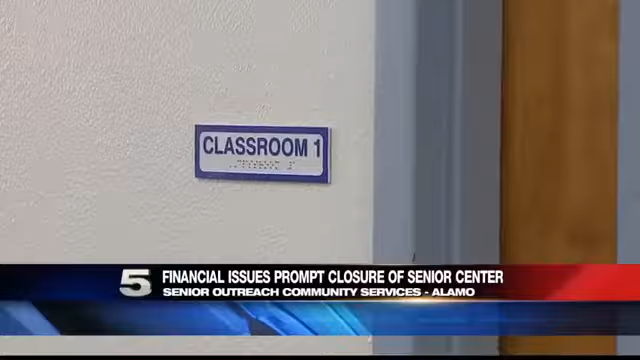 CLASSROOM 1
5
FINANCIAL ISSUES PROMPT CLOSURE OF SENIOR CENTER
SENIOR OUTREACH COMMUNITY SERVICES - ALAMO